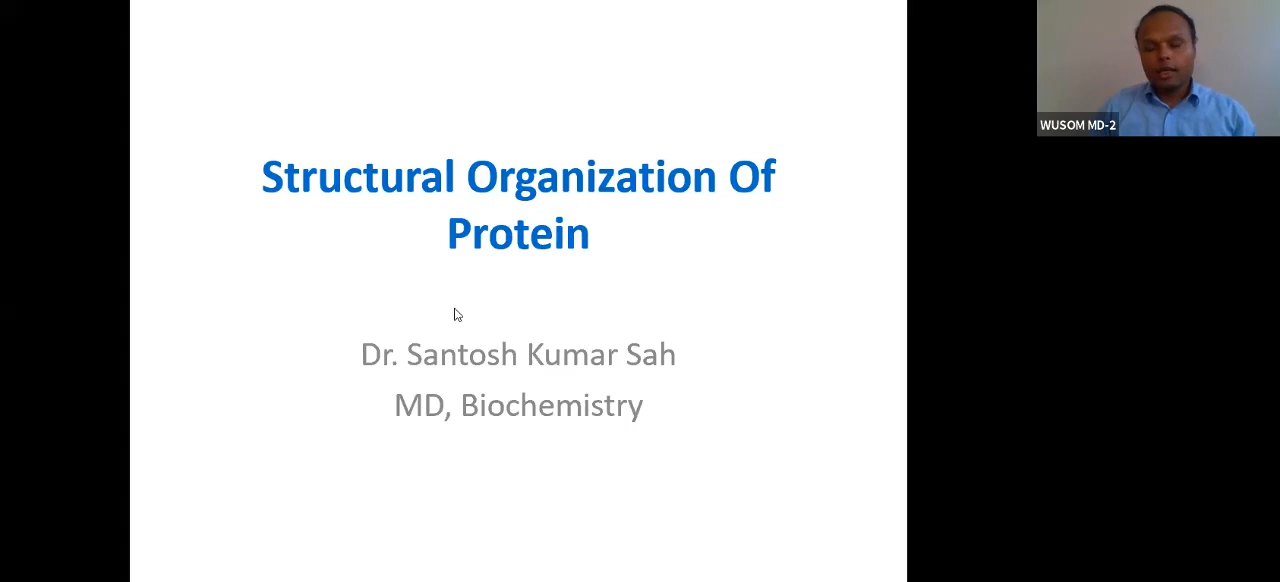 Structural Organization Of
Protein
Dr. Santosh Kumar Sah
MD, Biochemistry
WUSOM MD-2